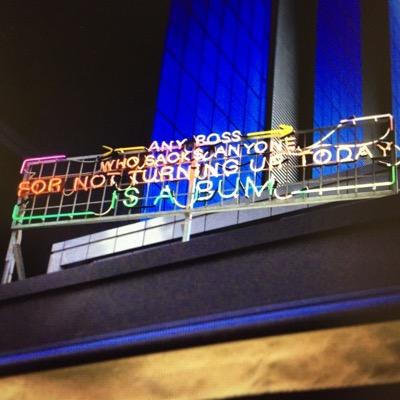 ANY BOSS
WHO SACKS ANYONE
FOR NOT TURNING UP TODAY
IS A BUM